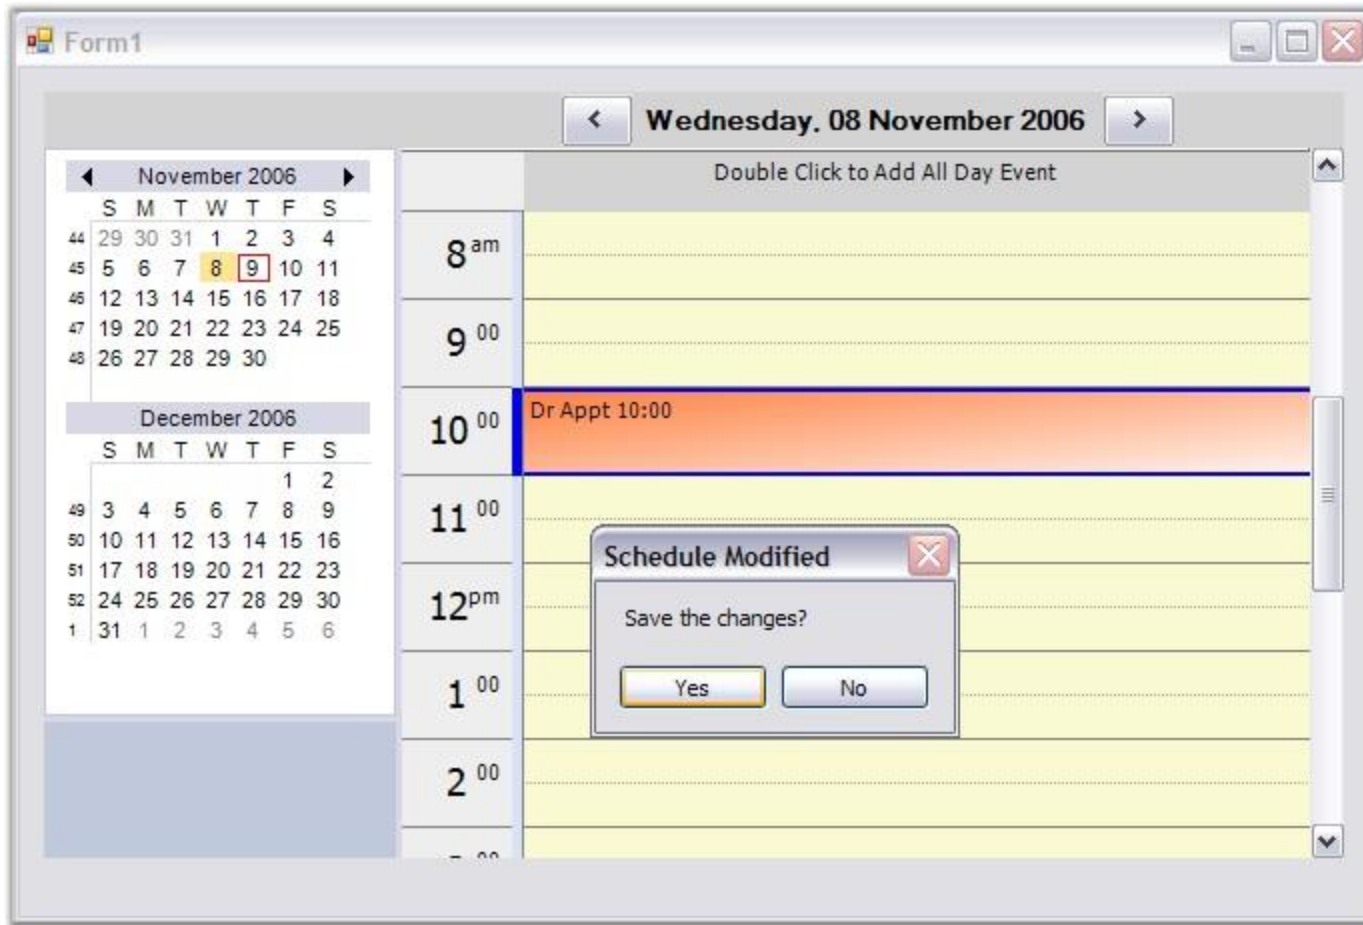 Form1
Wednesday, 08 November 2006
November 2006
S M T W T F S
44 29 30 31 1 2 3 4
45 5 6 7 8 9 10 11
46 12 13 14 15 16 17 18
47 19 20 21 22 23 24 25
48 26 27 28 29 30
December 2006
S M T W T F S
1 2
49 3 4 5 6 7 8 9
50 10 11 12 13 14 15 16
51 17 18 19 20 21 22 23
52 24 25 26 27 28 29 30
1 31 1 2 3 4 5 6
Double Click to Add All Day Event
8 am
9 00
10 00
Dr Appt 10:00
11 00
12 pm
1 00
2 00
Schedule Modified
Save the changes?
Yes No